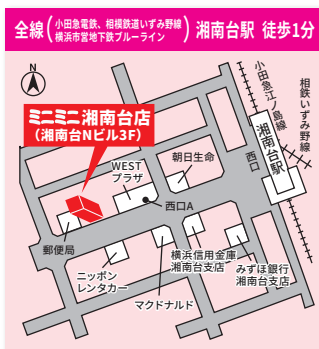 全線(小田急電鉄、相模鉄道いずみ野線
横浜市営地下鉄ブルーライン)湘南台駅 徒歩1分
N
小田急江ノ島線
相鉄いずみ野線
ミニミニ湘南台店
(湘南台Nビル3F)
湘南台駅
西口
朝日生命
WEST
プラザ
西口A
郵便局
ニッポン
レンタカー
マクドナルド
横浜信用金庫
湘南台支店
みずほ銀行
湘南台支店